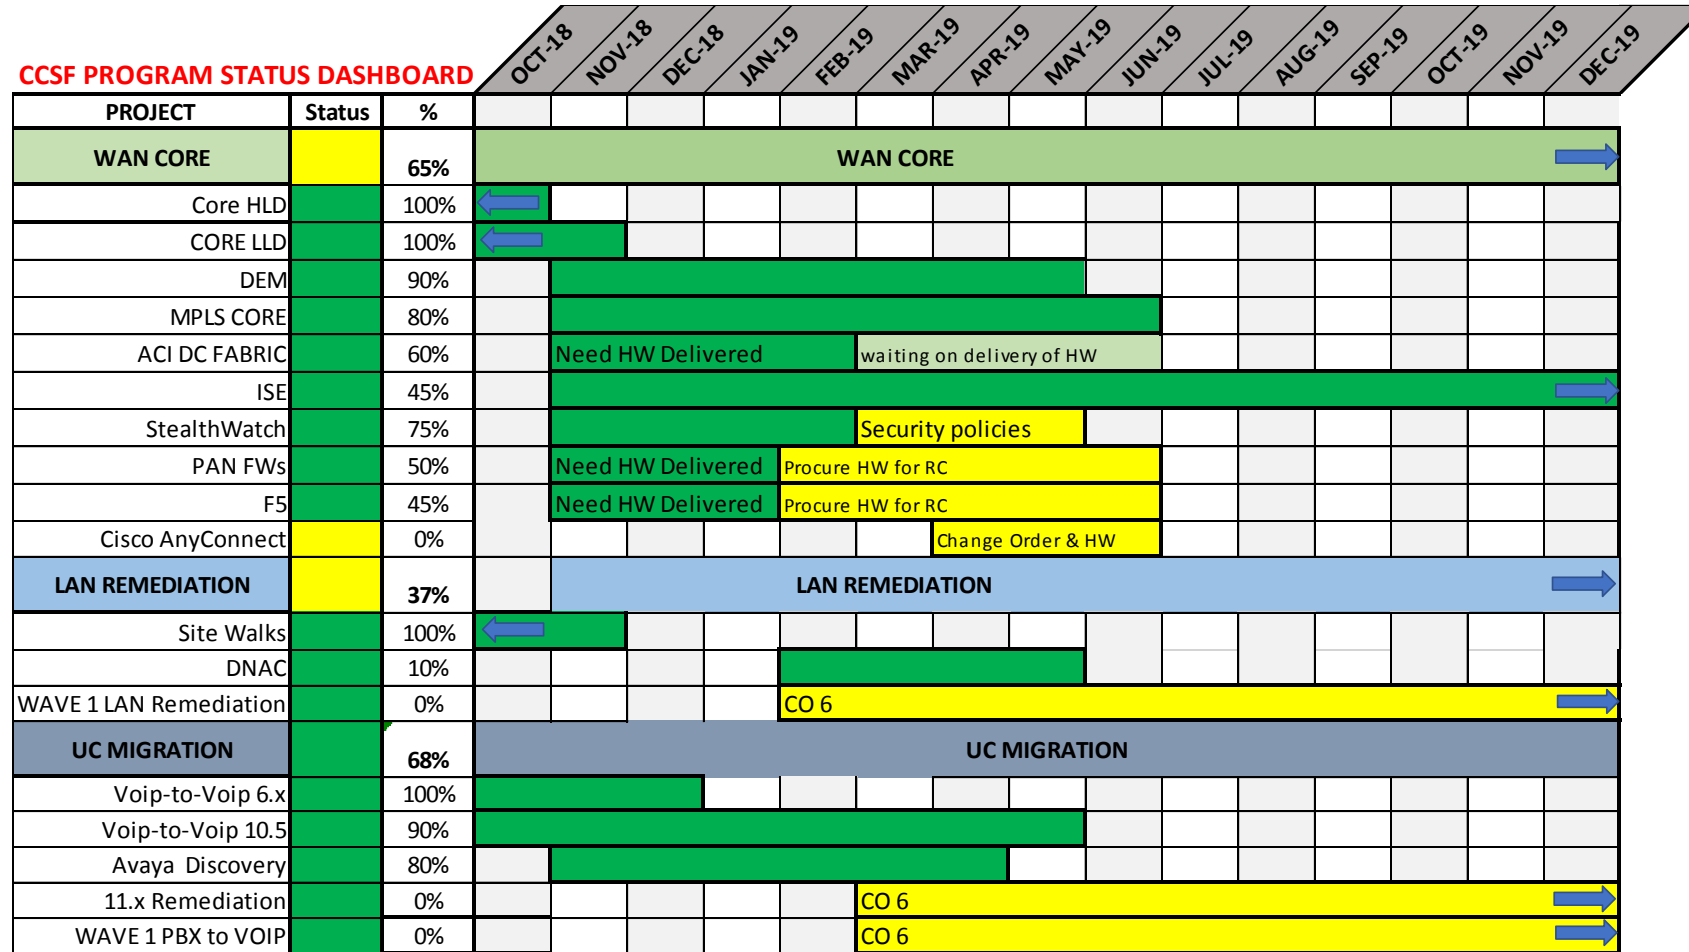 OCT-18 NOV-18 DEC-18 JAN-19 FEB-19 MAR-19 APR-19 MAY-19 JUN-19 JUL-19 AUG-19 SEP-19 OCT-19 NOV-19 DEC-19
CCSF PROGRAM STATUS DASHBOARD
PROJECT Status %
WAN CORE 65% WAN CORE
Core HLD 100%
CORE LLD 100%
DEM 90%
MPLS CORE 80%
ACI DC FABRIC 60% Need HW Delivered waiting on delivery of HW
ISE 45%
StealthWatch 75% Security policies
PAN FWs 50% Need HW Delivered Procure HW for RC
F5 45% Need HW Delivered Procure HW for RC
Cisco AnyConnect 0% Change Order & HW
LAN REMEDIATION 37% LAN REMEDIATION
Site Walks 100%
DNAC 10%
WAVE 1 LAN Remediation 0% CO 6
UC MIGRATION 68% UC MIGRATION
Voip-to-Voip 6.x 100%
Voip-to-Voip 10.5 90%
Avaya Discovery 80%
11.x Remediation 0% CO 6
WAVE 1 PBX to VOIP 0% CO 6